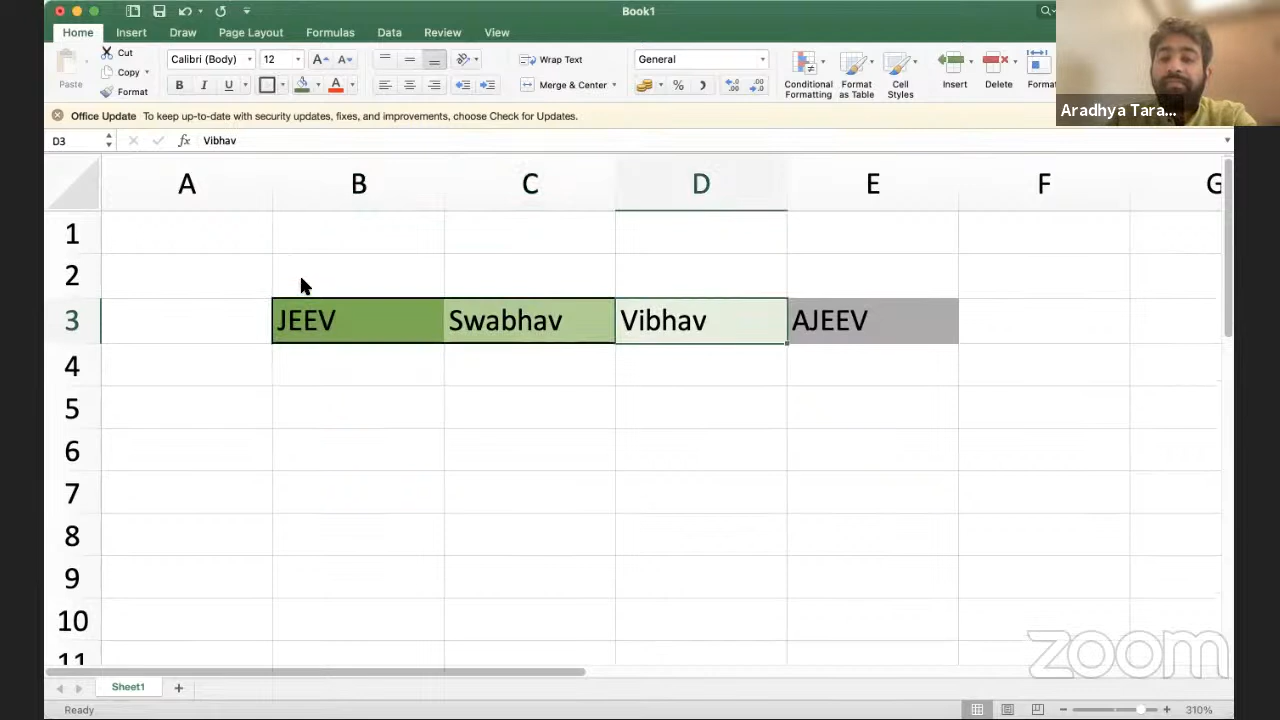 Book1
Home Insert Draw Page Layout Formulas Data Review View
Paste
Cut
Copy
Format
Calibri (Body) 12
B I U
Wrap Text
Merge & Center
General
Conditional Formatting
Format as Table
Cell Styles
Insert
Delete
Format
Aradhya Tara...
Office Update To keep up-to-date with security updates, fixes, and improvements, choose Check for Updates.
D3 fx Vibhav
A B C D E F G
1
2
3 JEEV Swabhav Vibhav AJEEV
4
5
6
7
8
9
10
11
zoom
Sheet1
Ready 310%